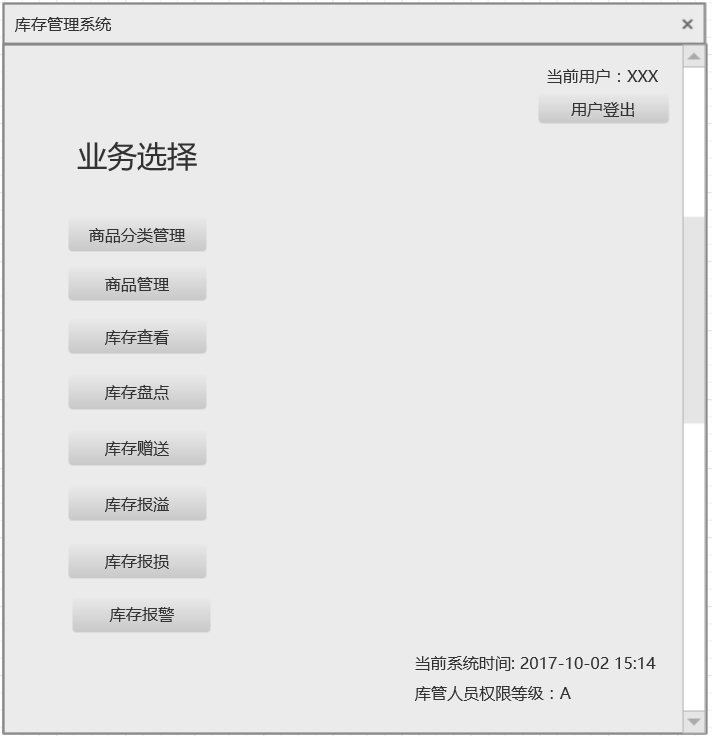 库存管理系统
当前用户：XXX
用户登出
业务选择
商品分类管理
商品管理
库存查看
库存盘点
库存赠送
库存报溢
库存报损
库存报警
当前系统时间: 2017-10-02 15:14
库管人员权限等级：A